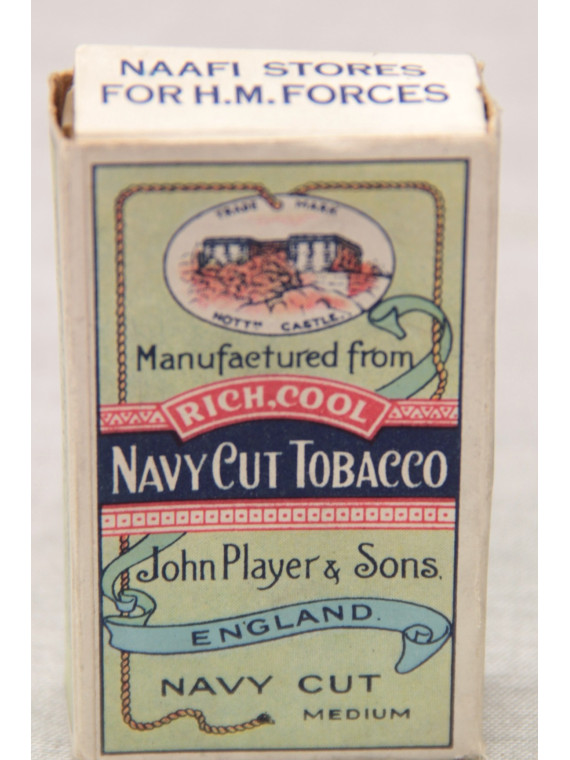 NAAFI STORES
FOR H.M. FORCES
TRADE MARK
NOTTM CASTLE.
Manufactured from
RICH, COOL
NAVY CUT TOBACCO
John Player & Sons.
ENGLAND.
NAVY CUT
MEDIUM